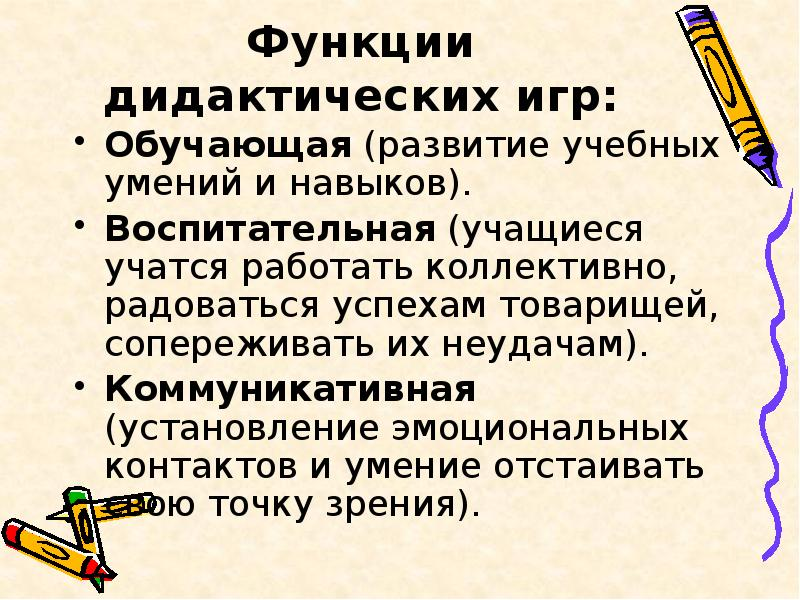 Функции
дидактических игр:
• Обучающая (развитие учебных
умений и навыков).
• Воспитательная (учащиеся
учатся работать коллективно,
радоваться успехам товарищей,
сопереживать их неудачам).
• Коммуникативная
(установление эмоциональных
контактов и умение отстаивать
свою точку зрения).